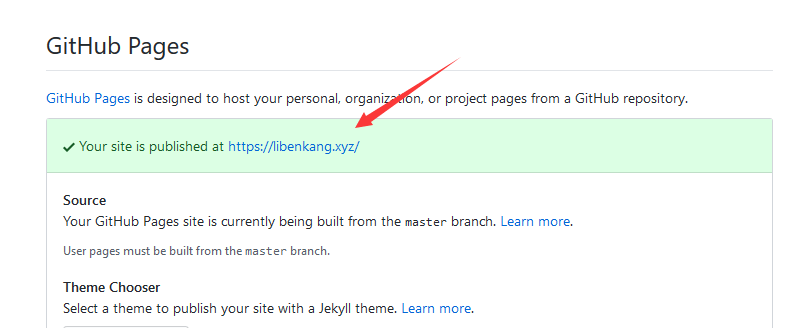 GitHub Pages
GitHub Pages is designed to host your personal, organization, or project pages from a GitHub repository.
✓ Your site is published at https://libenkang.xyz/
Source
Your GitHub Pages site is currently being built from the master branch. Learn more.
User pages must be built from the master branch.
Theme Chooser
Select a theme to publish your site with a Jekyll theme. Learn more.